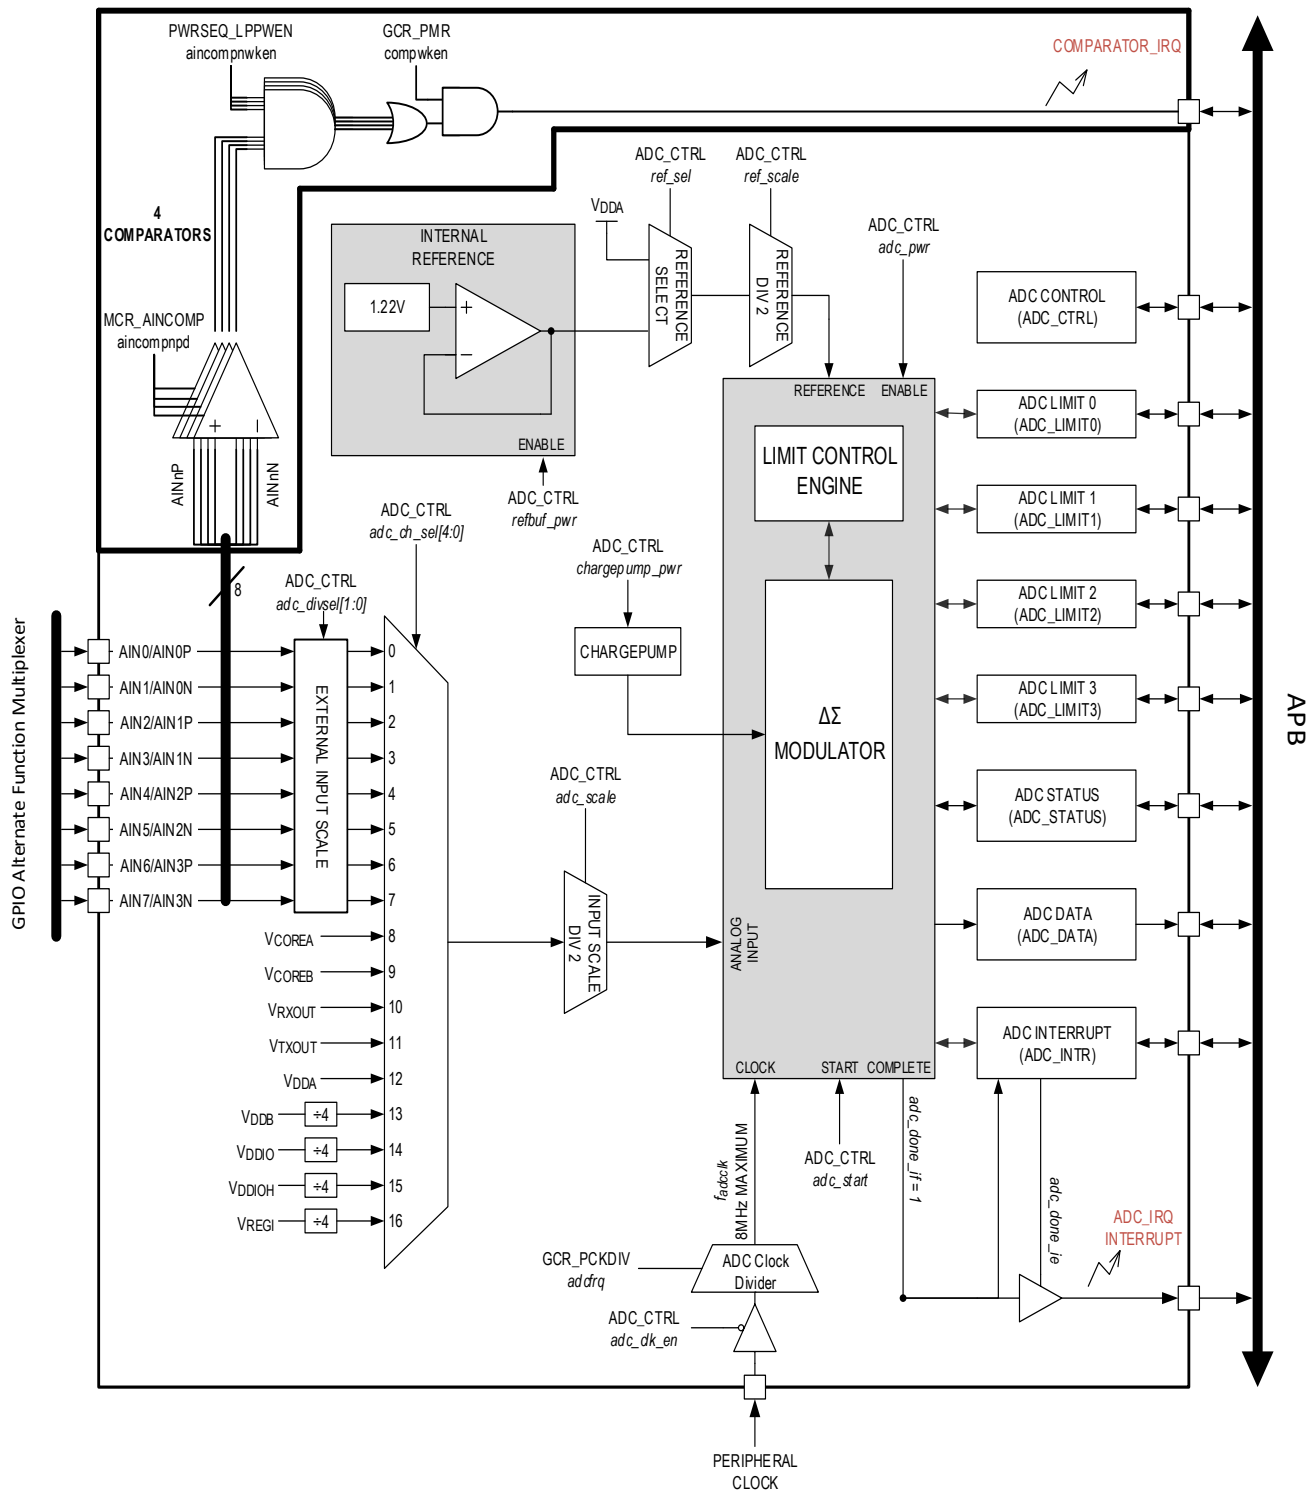 PWRSEQ_LPPWEN
aincompnwken
GCR_PMR
compwken
COMPARATOR_IRQ
4
COMPARATORS
MCR_AINCOMP
aincompnpd
+
−
AINnP
AINnN
8
ADC_CTRL
ref_sel
ADC_CTRL
ref_scale
VDDA
ADC_CTRL
adc_pwr
INTERNAL
REFERENCE
1.22V
+
−
ENABLE
ADC_CTRL
refbuf_pwr
REFERENCE
SELECT
REFERENCE
DIV 2
REFERENCE
ENABLE
LIMIT CONTROL
ENGINE
ΔΣ
MODULATOR
ANALOG
INPUT
CLOCK
START
COMPLETE
ADC CONTROL
(ADC_CTRL)
ADC LIMIT 0
(ADC_LIMIT0)
ADC LIMIT 1
(ADC_LIMIT1)
ADC LIMIT 2
(ADC_LIMIT2)
ADC LIMIT 3
(ADC_LIMIT3)
ADC STATUS
(ADC_STATUS)
ADC DATA
(ADC_DATA)
ADC INTERRUPT
(ADC_INTR)
APB
ADC_CTRL
adc_ch_sel[4:0]
ADC_CTRL
adc_divsel[1:0]
ADC_CTRL
chargepump_pwr
CHARGEPUMP
GPIO Alternate Function Multiplexer
AIN0/AIN0P
AIN1/AIN0N
AIN2/AIN1P
AIN3/AIN1N
AIN4/AIN2P
AIN5/AIN2N
AIN6/AIN3P
AIN7/AIN3N
EXTERNAL INPUT SCALE
0
1
2
3
4
5
6
7
VCOREA 8
VCOREB 9
VRXOUT 10
VTXOUT 11
VDDA 12
VDDB ÷4 13
VDDIO ÷4 14
VDDIOH ÷4 15
VREGI ÷4 16
ADC_CTRL
adc_scale
INPUT SCALE
DIV 2
fadcclk
8MHz MAXIMUM
ADC_CTRL
adc_start
adc_done_if = 1
adc_done_ie
ADC_IRQ
INTERRUPT
GCR_PCKDIV
adcfrq
ADC Clock
Divider
ADC_CTRL
adc_clk_en
PERIPHERAL
CLOCK